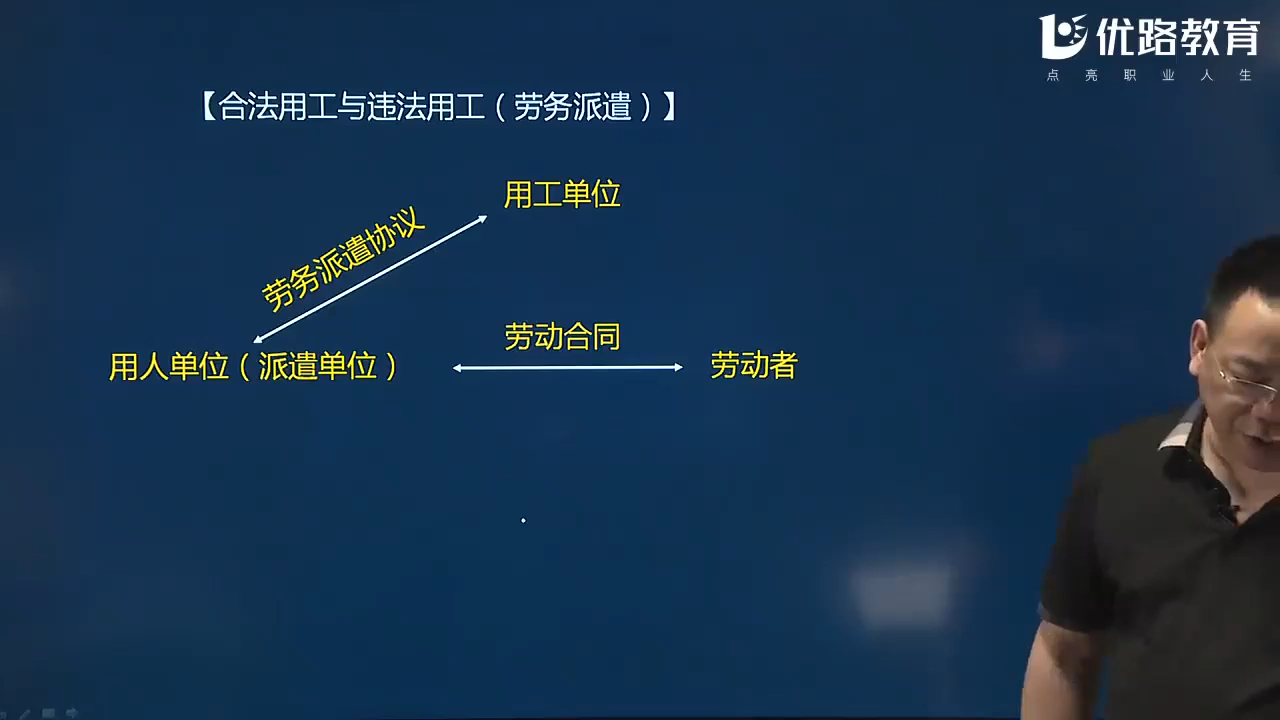 优路教育
点亮职业人生
【合法用工与违法用工（劳务派遣）】
用工单位
劳务派遣协议
劳动合同
用人单位（派遣单位）
劳动者